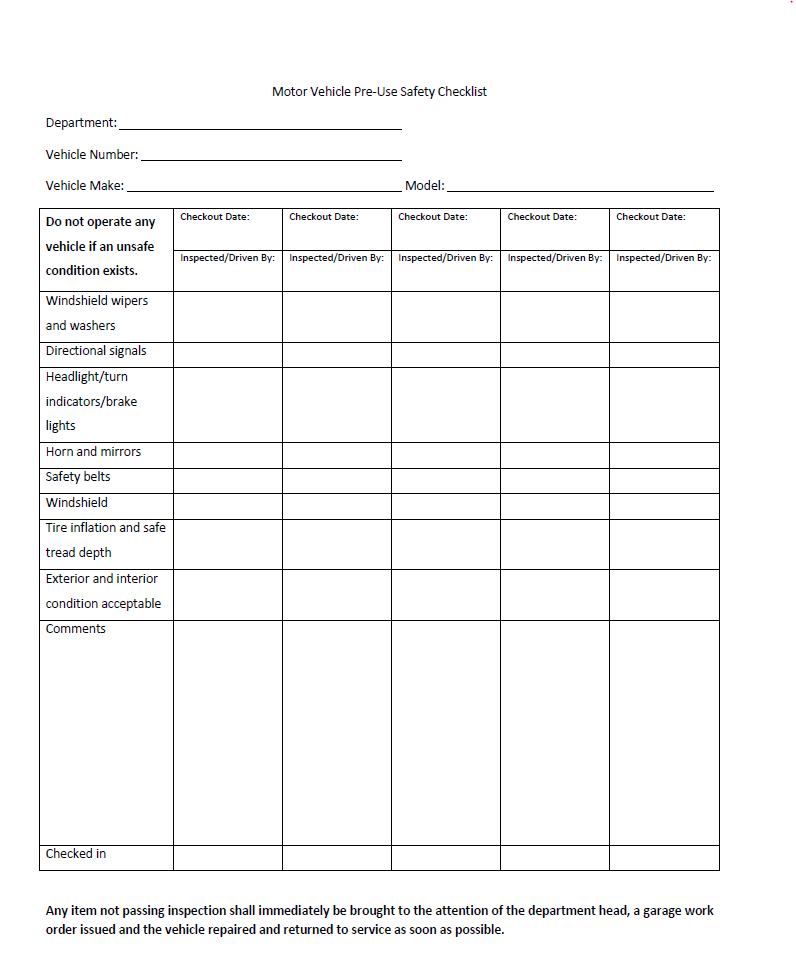 Motor Vehicle Pre-Use Safety Checklist
Department:
Vehicle Number:
Vehicle Make: Model:
Do not operate any
vehicle if an unsafe
condition exists.
Checkout Date: Checkout Date: Checkout Date: Checkout Date: Checkout Date:
Inspected/Driven By: Inspected/Driven By: Inspected/Driven By: Inspected/Driven By: Inspected/Driven By:
Windshield wipers
and washers
Directional signals
Headlight/turn
indicators/brake
lights
Horn and mirrors
Safety belts
Windshield
Tire inflation and safe
tread depth
Exterior and interior
condition acceptable
Comments
Checked in
Any item not passing inspection shall immediately be brought to the attention of the department head, a garage work
order issued and the vehicle repaired and returned to service as soon as possible.